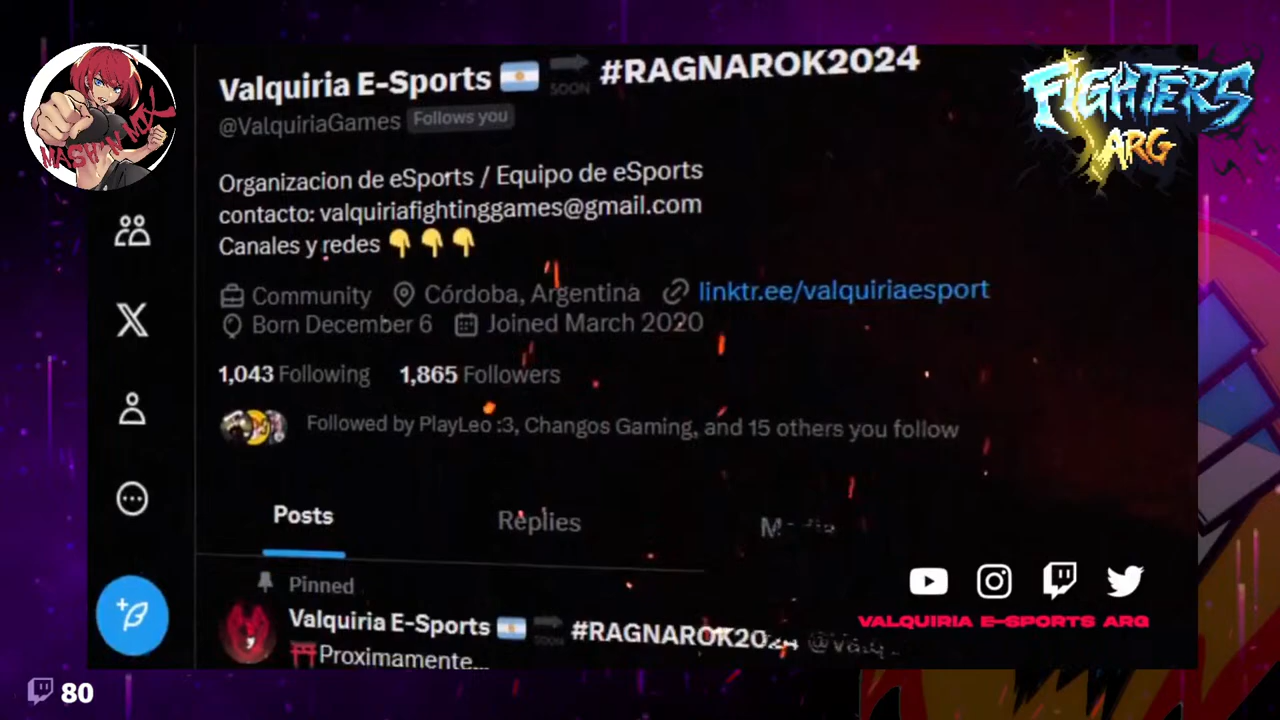 Valquiria E-Sports 🇦🇷 SOON #RAGNAROK2024
@ValquiriaGames Follows you
MASH'N MIX
FIGHTERS
ARG
Organizacion de eSports / Equipo de eSports
contacto: valquiriafightinggames@gmail.com
Canales y redes 👇👇👇
Community Córdoba, Argentina linktr.ee/valquiriaesport
Born December 6 Joined March 2020
1,043 Following 1,865 Followers
Followed by PlayLeo :3, Changos Gaming, and 15 others you follow
Posts Replies
Pinned
Valquiria E-Sports 🇦🇷 SOON #RAGNAROK2024
⛩️Proximamente...
VALQUIRIA E-SPORTS ARG
80